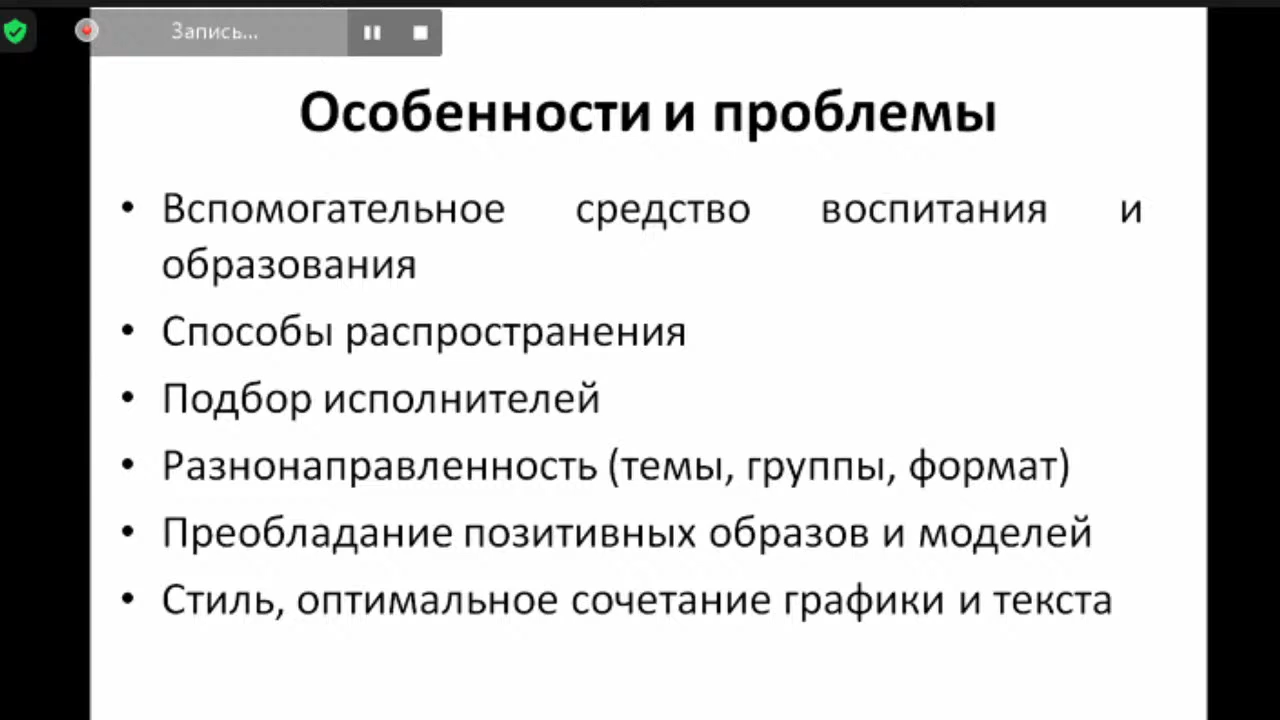 Запись...
Особенности и проблемы
• Вспомогательное средство воспитания и
образования
• Способы распространения
• Подбор исполнителей
• Разнонаправленность (темы, группы, формат)
• Преобладание позитивных образов и моделей
• Стиль, оптимальное сочетание графики и текста